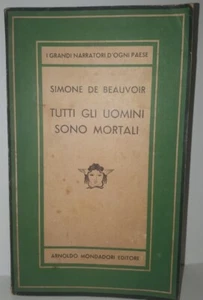 I GRANDI NARRATORI D'OGNI PAESE
SIMONE DE BEAUVOIR
TUTTI GLI UOMINI
SONO MORTALI
ARNOLDO MONDADORI EDITORE